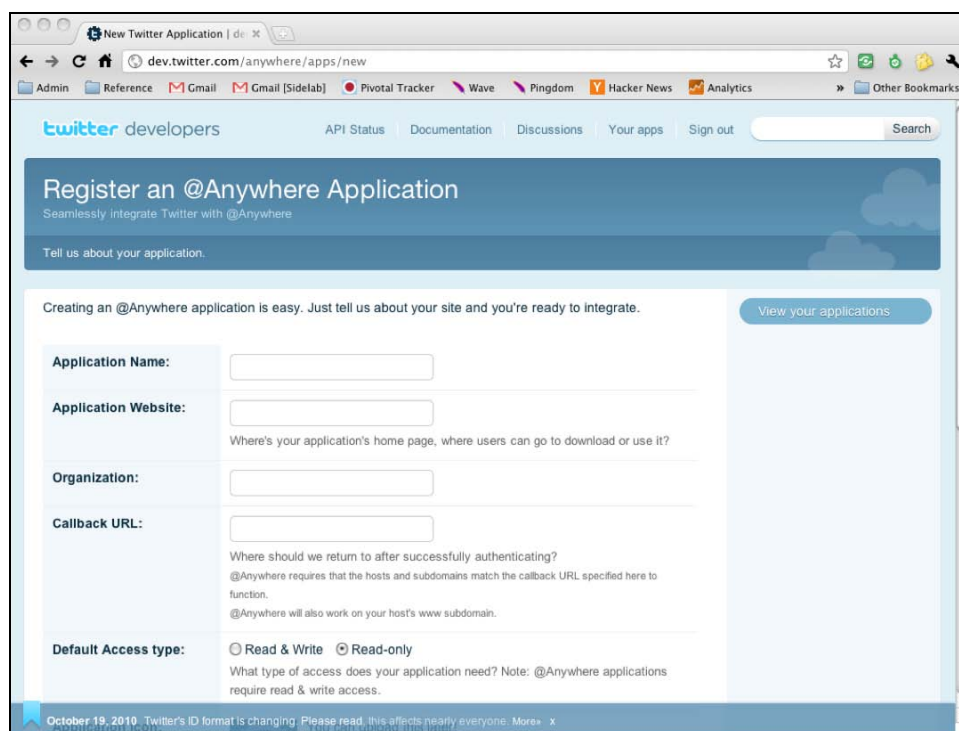 New Twitter Application | de
dev.twitter.com/anywhere/apps/new
Admin Reference Gmail Gmail [Sidelab] Pivotal Tracker Wave Pingdom Hacker News Analytics » Other Bookmarks
twitter developers API Status Documentation Discussions Your apps Sign out Search
Register an @Anywhere Application
Seamlessly integrate Twitter with @Anywhere
Tell us about your application.
Creating an @Anywhere application is easy. Just tell us about your site and you're ready to integrate.
View your applications
Application Name:
Application Website:
Where's your application's home page, where users can go to download or use it?
Organization:
Callback URL:
Where should we return to after successfully authenticating?
@Anywhere requires that the hosts and subdomains match the callback URL specified here to
function.
@Anywhere will also work on your host's www subdomain.
Default Access type:
Read & Write Read-only
What type of access does your application need? Note: @Anywhere applications
require read & write access.
October 19, 2010 Twitter's ID format is changing. Please read, this affects nearly everyone. More» x
Application Icon: You can upload this later?